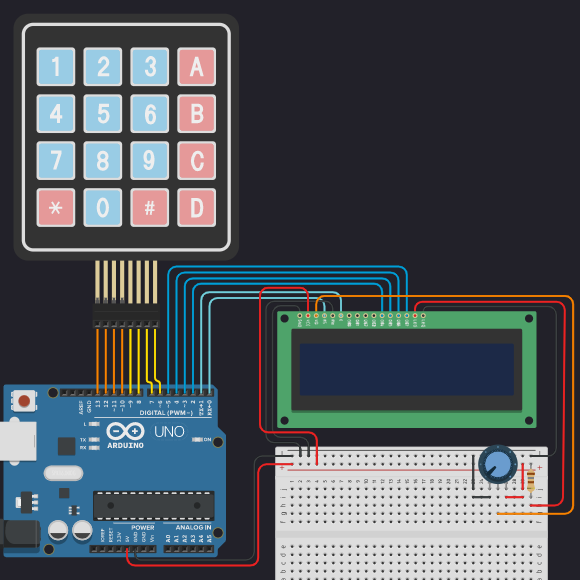 1 2 3 A
4 5 6 B
7 8 9 C
* 0 # D
AREF
GND
13
12
~11
~10
~9
8
7
~6
~5
4
~3
2
TX→1
RX←0
DIGITAL (PWM~)
L
TX
RX
UNO
ON
ARDUINO
POWER
ANALOG IN
IOREF
RESET
3.3V
5V
GND
GND
Vin
A0
A1
A2
A3
A4
A5